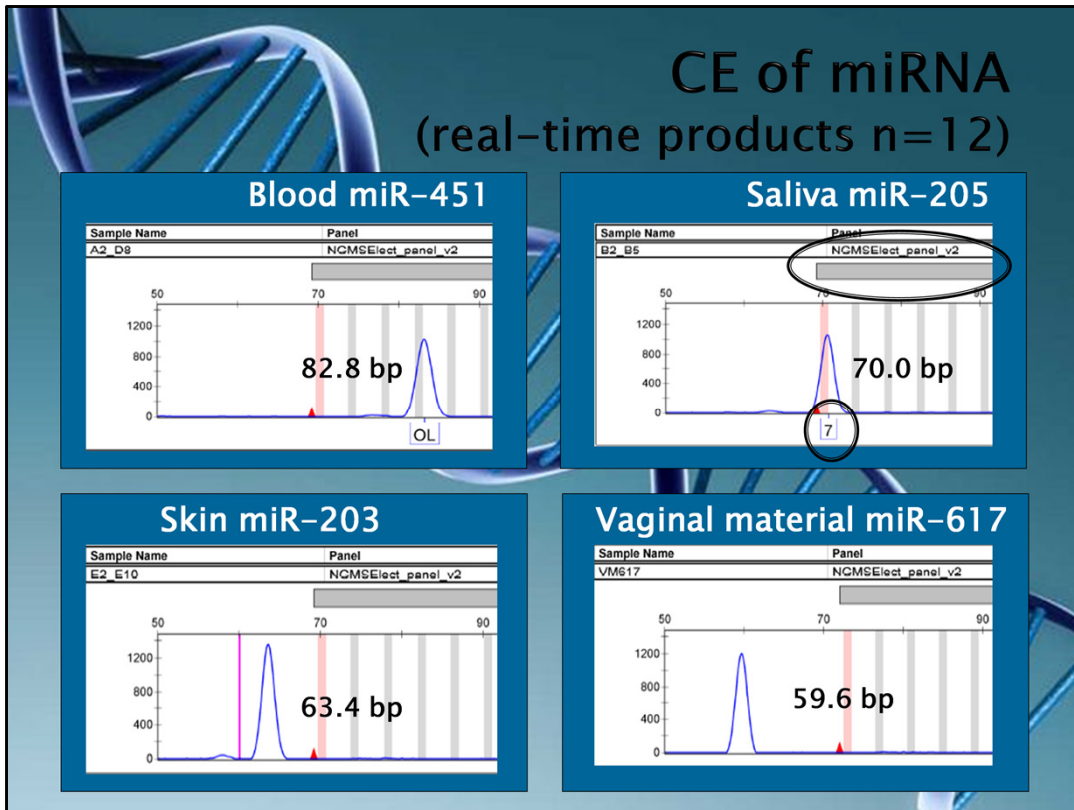 CE of miRNA
(real-time products n=12)
Blood miR-451
Sample Name Panel
A2_D8 NGMSElect_panel_v2
50 70 90
1200
800
400
0
82.8 bp
OL
Saliva miR-205
Sample Name Panel
B2_B5 NGMSElect_panel_v2
50 70 90
1200
800
400
0
70.0 bp
7
Skin miR-203
Sample Name Panel
E2_E10 NGMSElect_panel_v2
50 70 90
1200
800
400
0
63.4 bp
Vaginal material miR-617
Sample Name Panel
VM617 NGMSElect_panel_v2
50 70 90
1200
800
400
0
59.6 bp